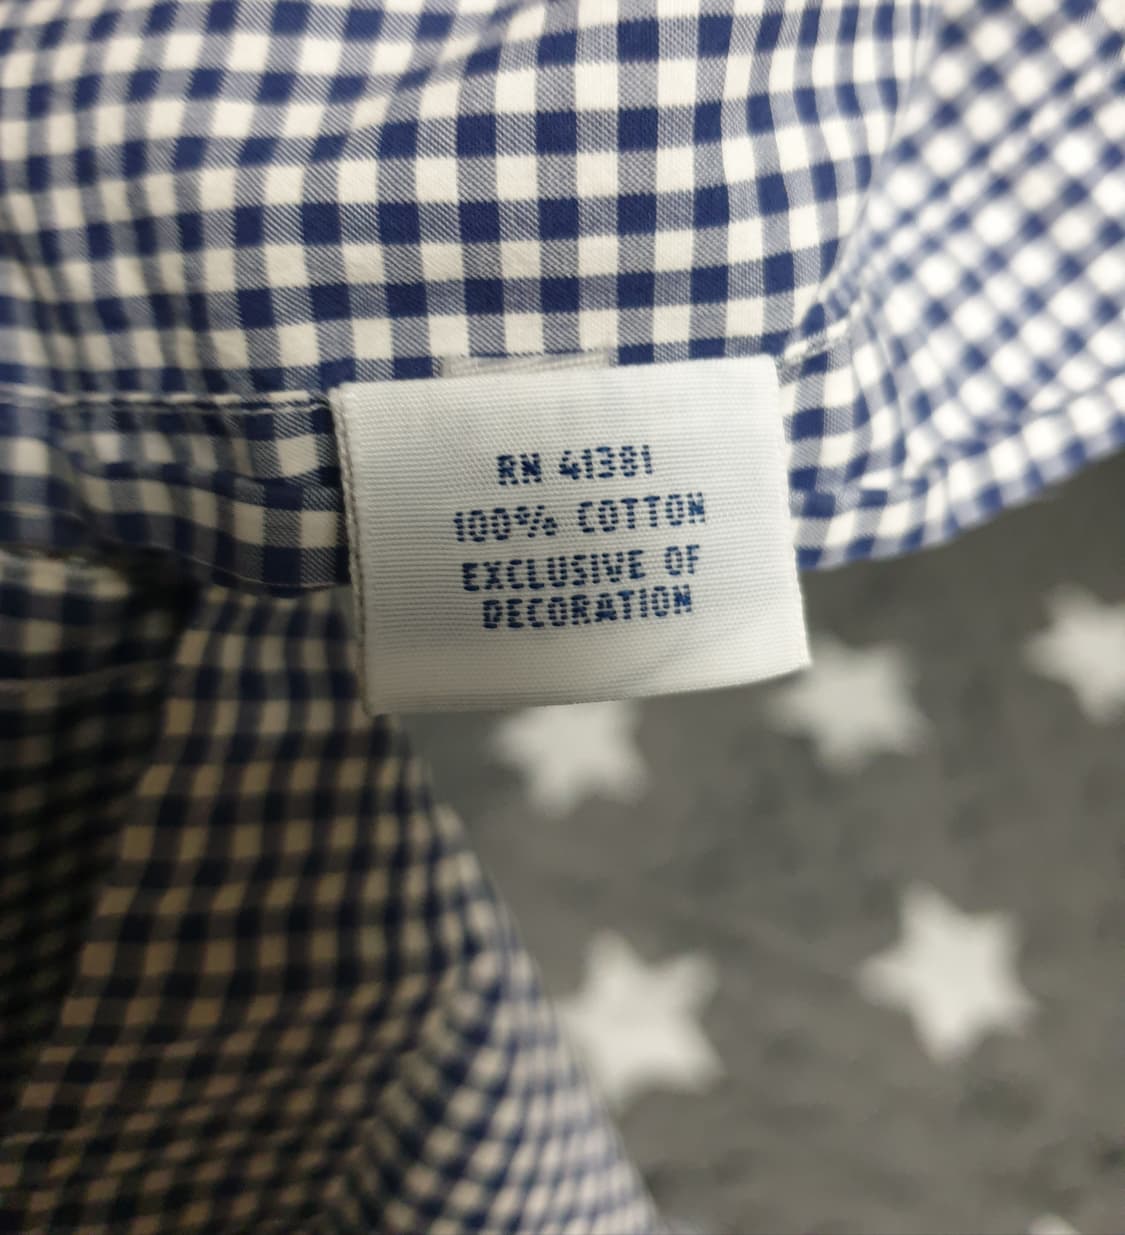 RN 41381
100% COTTON
EXCLUSIVE OF
DECORATION